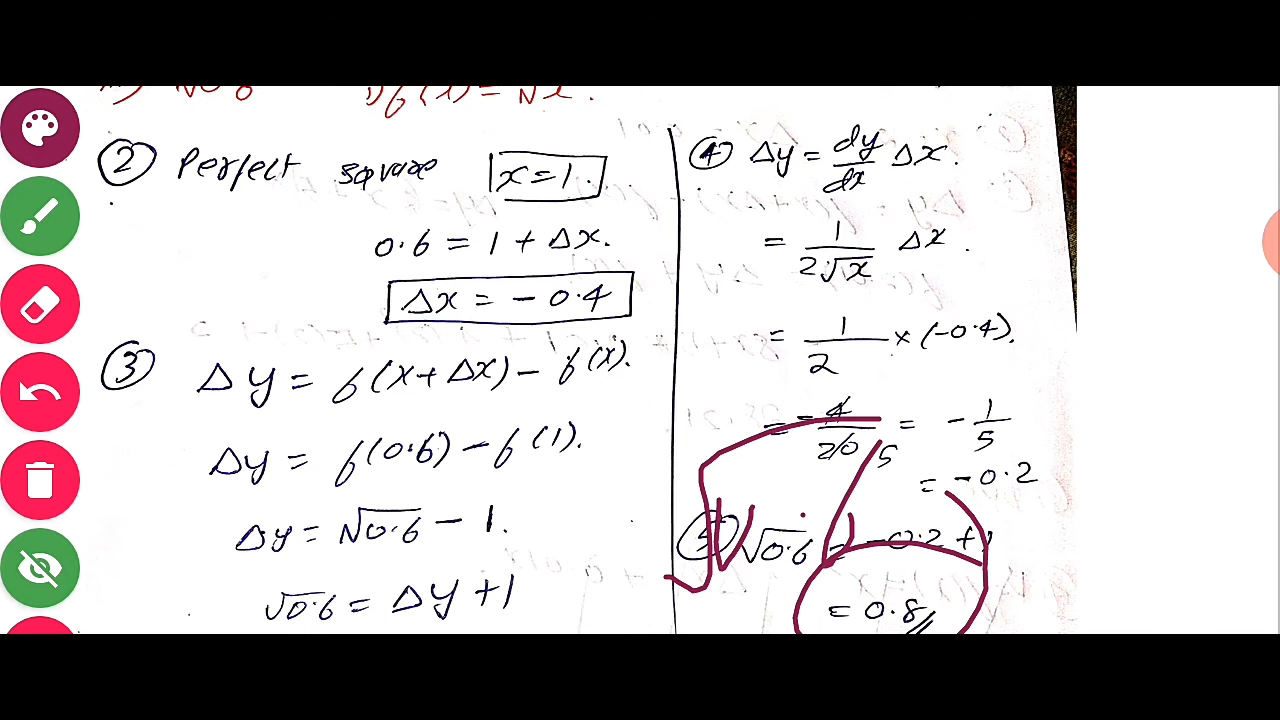 ② Perfect square x=1.
0.6 = 1 + Δx.
Δx = - 0.4
③ Δy = f(x+Δx) - f(x).
Δy = f(0.6) - f(1).
Δy = √0.6 - 1.
√0.6 = Δy + 1
④ Δy = dy/dx Δx.
= 1/2√x Δx.
= 1/2 × (-0.4).
= -4/20 5 = -1/5
= -0.2
⑤ √0.6 = -0.2 + 1
= 0.8